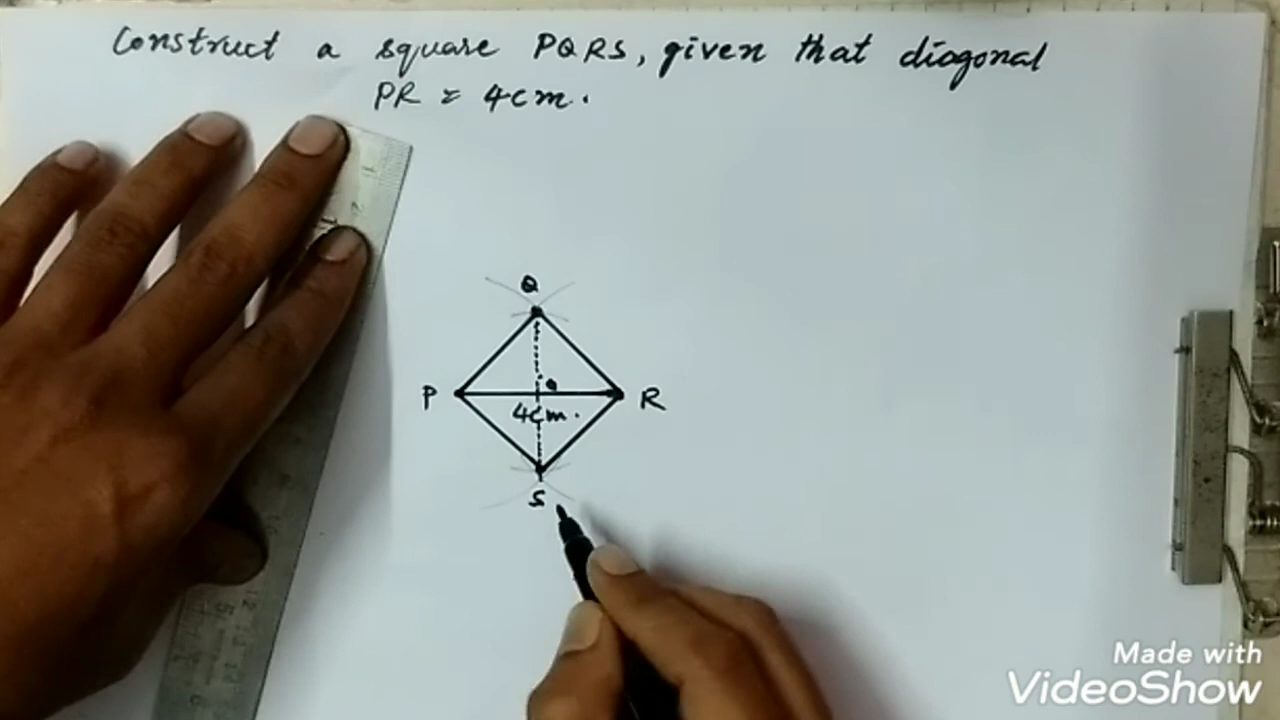 Construct a square PQRS, given that diagonal
PR = 4cm.
Q
P
O
R
4cm.
S
Made with
VideoShow